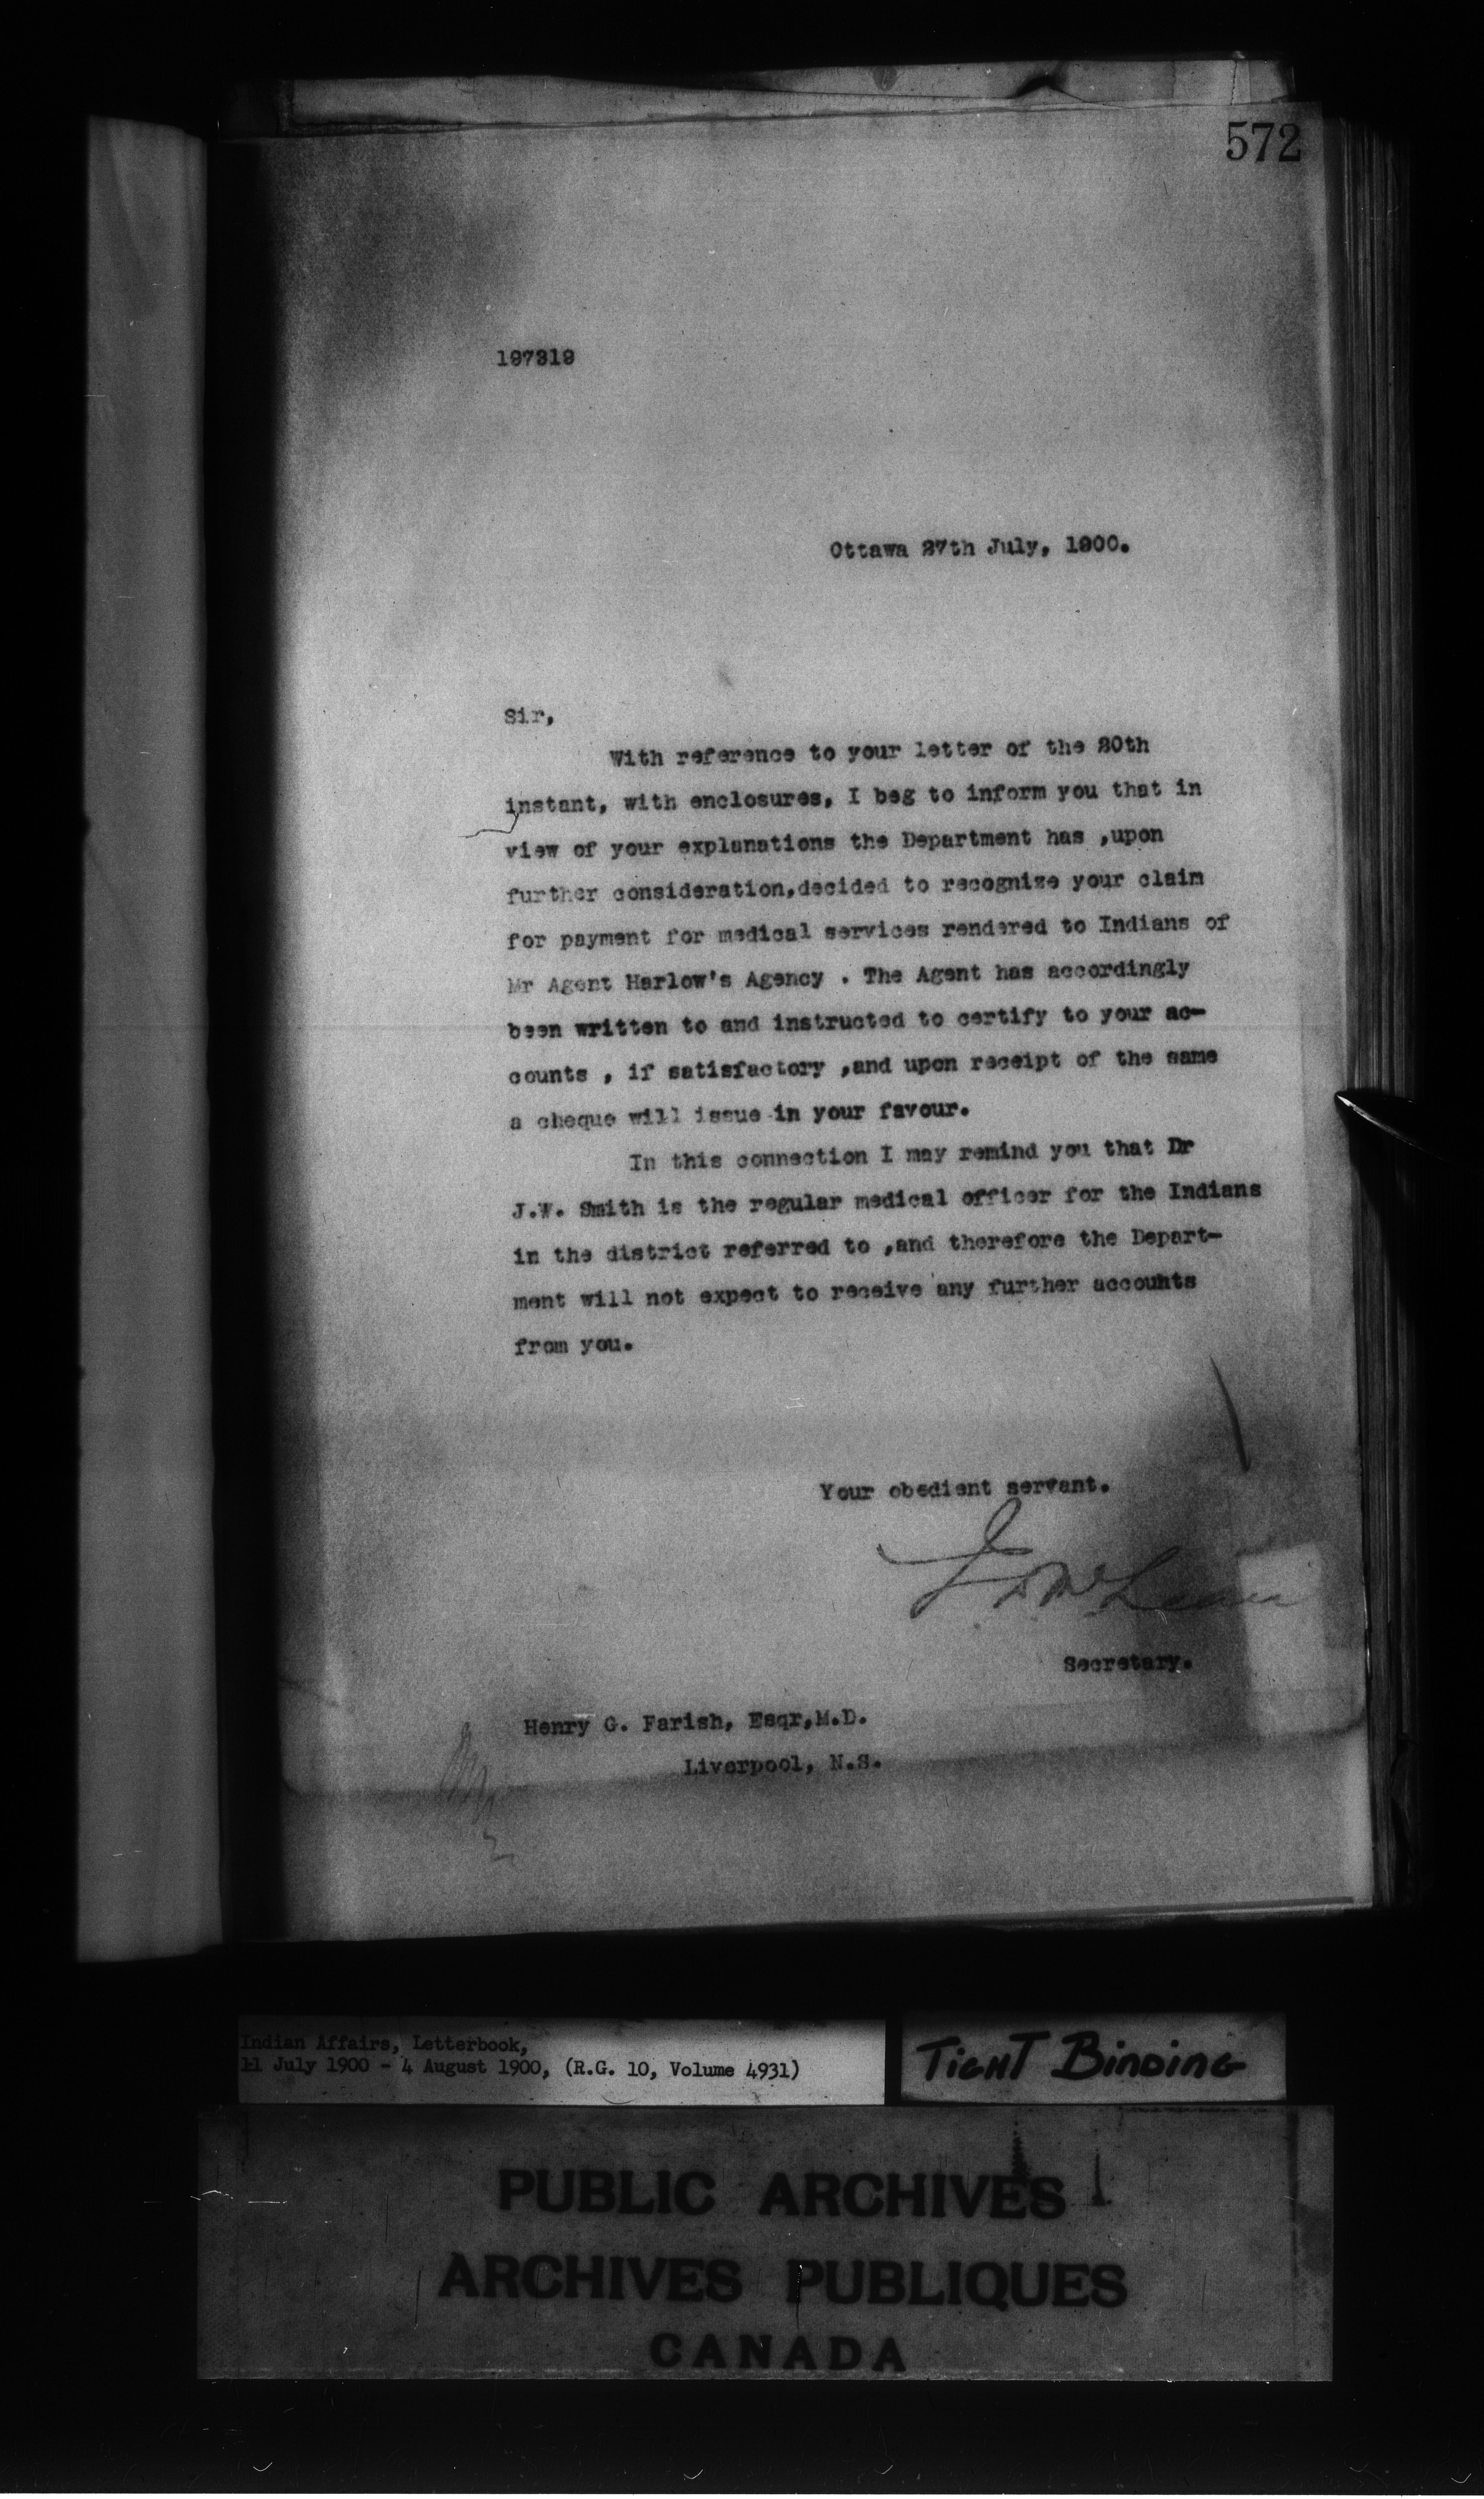 572
197319
Ottawa 27th July, 1900.
Sir,
With reference to your letter of the 20th
instant, with enclosures, I beg to inform you that in
view of your explanations the Department has ,upon
further consideration,decided to recognize your claim
for payment for medical services rendered to Indians of
Mr Agent Harlow's Agency . The Agent has accordingly
been written to and instructed to certify to your ac-
counts , if satisfactory ,and upon receipt of the same
a cheque will issue in your favour.
In this connection I may remind you that Dr
J.W. Smith is the regular medical officer for the Indians
in the district referred to ,and therefore the Depart-
ment will not expect to receive any further accounts
from you.
Your obedient servant.
J D McLean
Secretary.
Henry G. Farish, Esqr,M.D.
Liverpool, N.S.
Indian Affairs, Letterbook,
11 July 1900 - 4 August 1900, (R.G. 10, Volume 4931)
TIGHT BINDING
PUBLIC ARCHIVES
ARCHIVES PUBLIQUES
CANADA